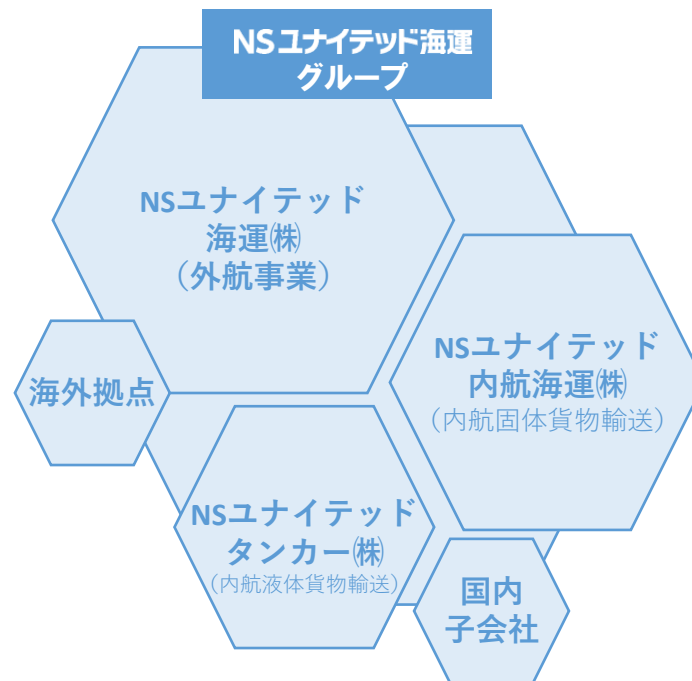 NSユナイテッド海運
グループ
NSユナイテッド
海運㈱
（外航事業）
NSユナイテッド
内航海運㈱
（内航固体貨物輸送）
海外拠点
NSユナイテッド
タンカー㈱
（内航液体貨物輸送）
国内
子会社